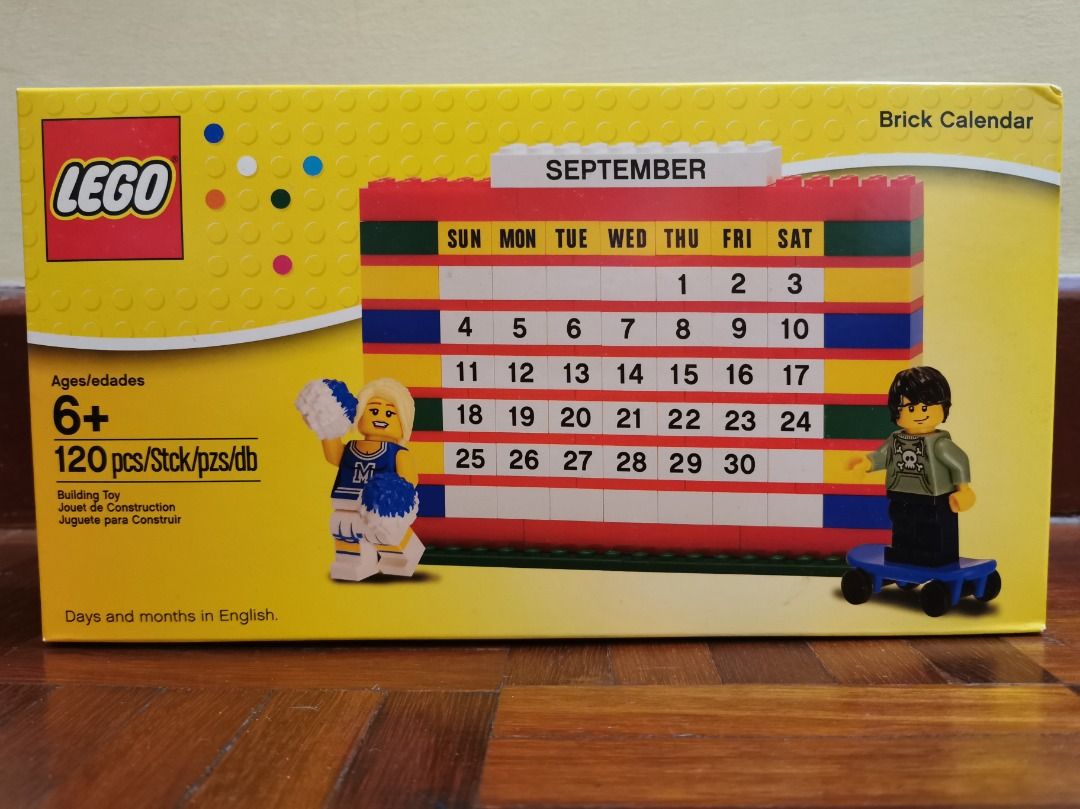 LEGO®
Brick Calendar
SEPTEMBER
SUN MON TUE WED THU FRI SAT
1 2 3
4 5 6 7 8 9 10
11 12 13 14 15 16 17
18 19 20 21 22 23 24
25 26 27 28 29 30
Ages/edades
6+
120 pcs/Stck/pzs/db
Building Toy
Jouet de Construction
Juguete para Construir
M
Days and months in English.